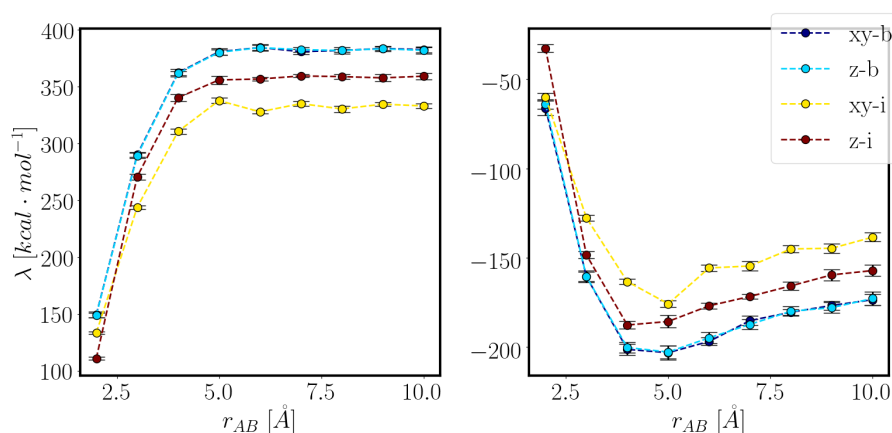 400
350
300
250
200
150
100
λ [kcal · mol⁻¹]
2.5 5.0 7.5 10.0
r_AB [Å]
−50
−100
−150
−200
2.5 5.0 7.5 10.0
r_AB [Å]
xy-b
z-b
xy-i
z-i